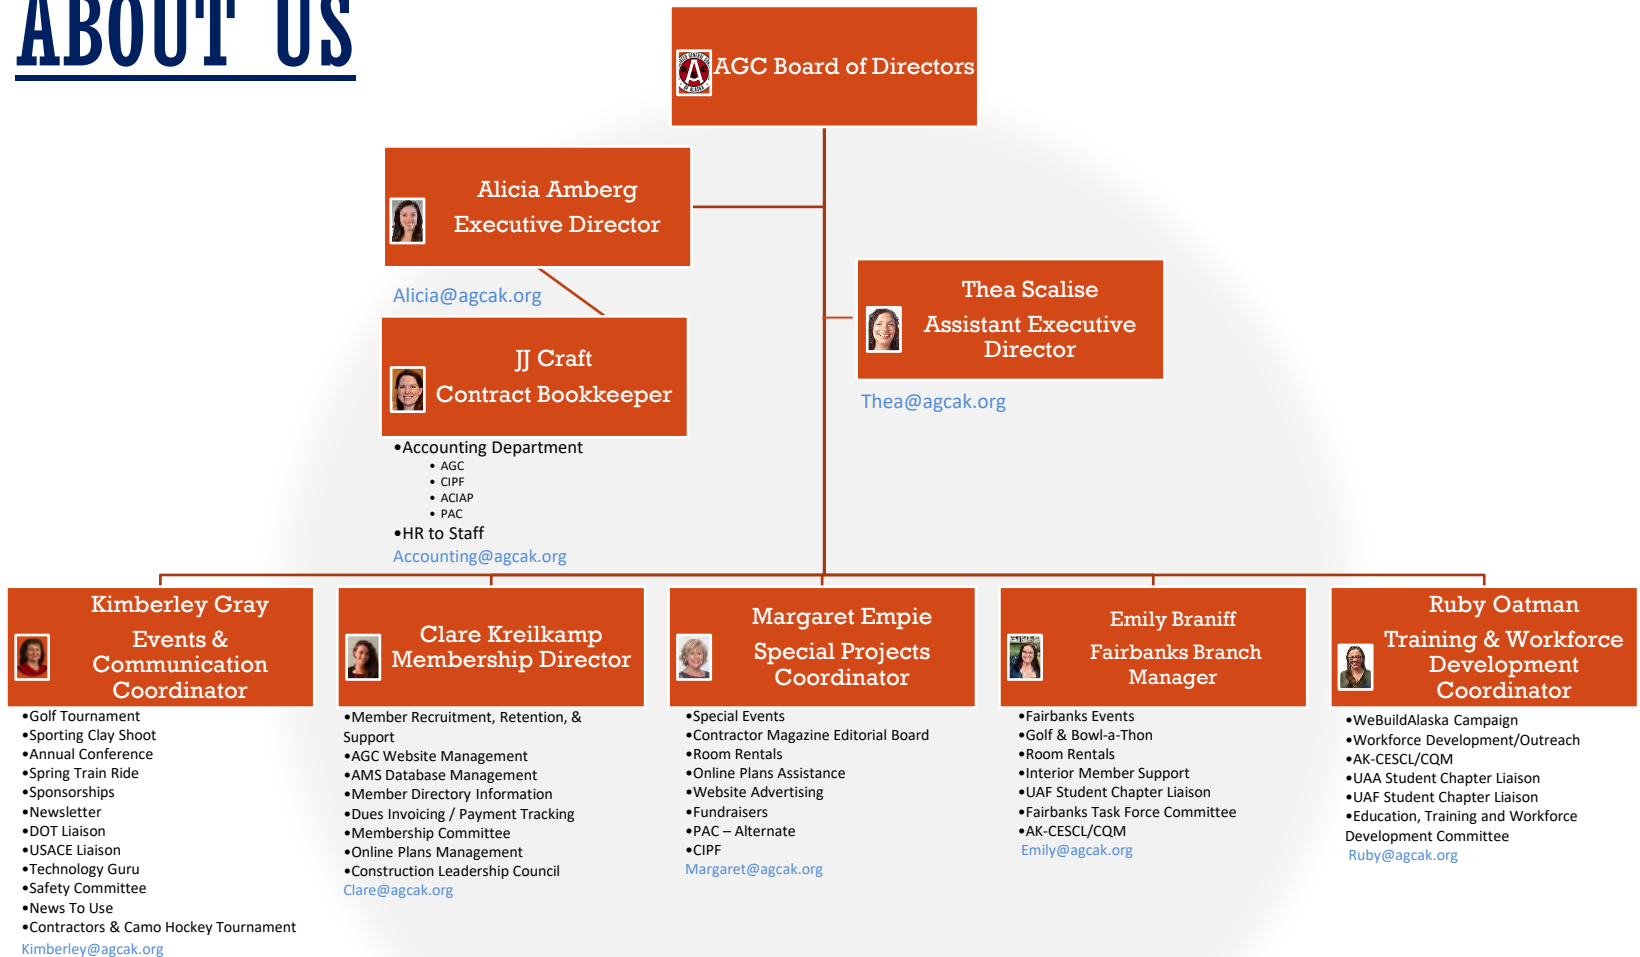 ABOUT US
AGC Board of Directors
Alicia Amberg
Executive Director
Alicia@agcak.org
Thea Scalise
Assistant Executive
Director
Thea@agcak.org
JJ Craft
Contract Bookkeeper
•Accounting Department
• AGC
• CIPF
• ACIAP
• PAC
•HR to Staff
Accounting@agcak.org
Kimberley Gray
Events &
Communication
Coordinator
•Golf Tournament
•Sporting Clay Shoot
•Annual Conference
•Spring Train Ride
•Sponsorships
•Newsletter
•DOT Liaison
•USACE Liaison
•Technology Guru
•Safety Committee
•News To Use
•Contractors & Camo Hockey Tournament
Kimberley@agcak.org
Clare Kreilkamp
Membership Director
•Member Recruitment, Retention, &
Support
•AGC Website Management
•AMS Database Management
•Member Directory Information
•Dues Invoicing / Payment Tracking
•Membership Committee
•Online Plans Management
•Construction Leadership Council
Clare@agcak.org
Margaret Empie
Special Projects
Coordinator
•Special Events
•Contractor Magazine Editorial Board
•Room Rentals
•Online Plans Assistance
•Website Advertising
•Fundraisers
•PAC – Alternate
•CIPF
Margaret@agcak.org
Emily Braniff
Fairbanks Branch
Manager
•Fairbanks Events
•Golf & Bowl-a-Thon
•Room Rentals
•Interior Member Support
•UAF Student Chapter Liaison
•Fairbanks Task Force Committee
•AK-CESCL/CQM
Emily@agcak.org
Ruby Oatman
Training & Workforce
Development
Coordinator
•WeBuildAlaska Campaign
•Workforce Development/Outreach
•AK-CESCL/CQM
•UAA Student Chapter Liaison
•UAF Student Chapter Liaison
•Education, Training and Workforce
Development Committee
Ruby@agcak.org